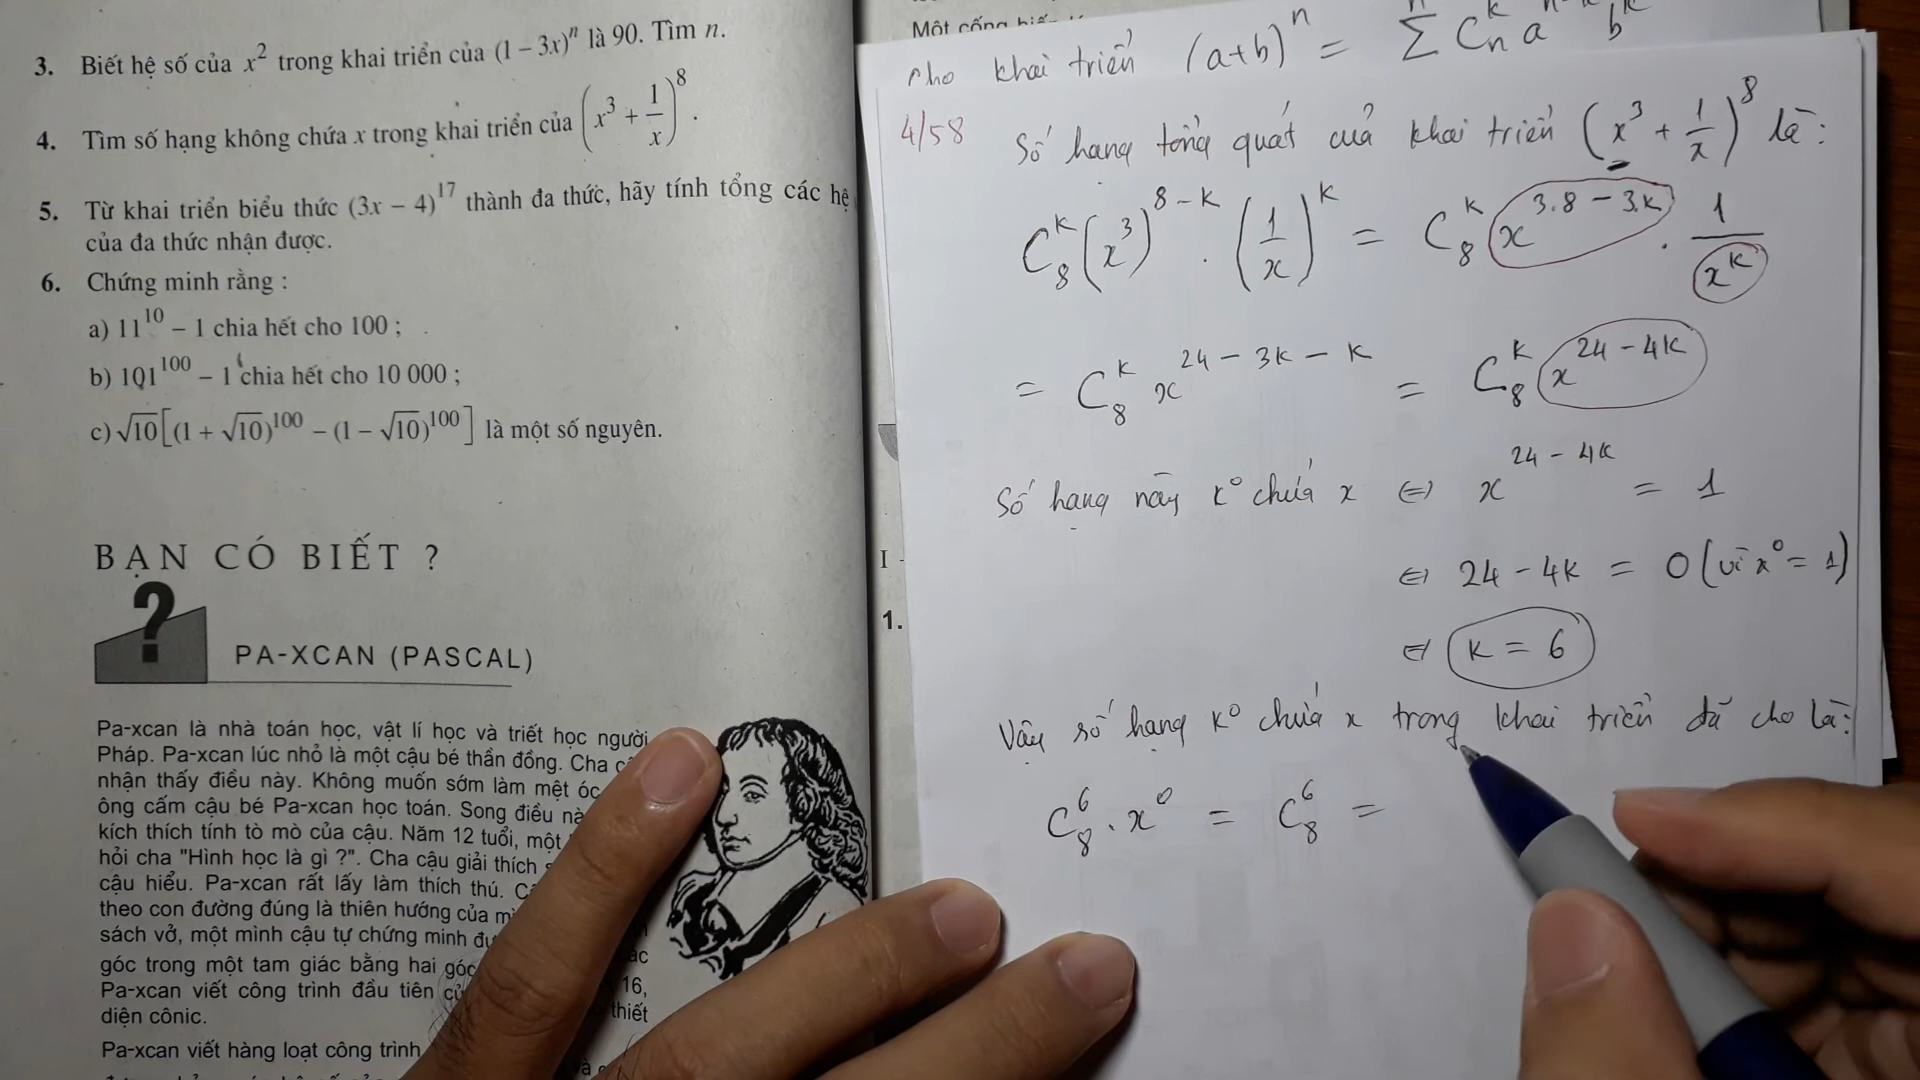 3. Biết hệ số của x² trong khai triển của (1 – 3x)ⁿ là 90. Tìm n.
4. Tìm số hạng không chứa x trong khai triển của (x³ + 1/x)⁸.
5. Từ khai triển biểu thức (3x – 4)¹⁷ thành đa thức, hãy tính tổng các hệ
của đa thức nhận được.
6. Chứng minh rằng :
a) 11¹⁰ – 1 chia hết cho 100 ;
b) 101¹⁰⁰ – 1 chia hết cho 10 000 ;
c) √10[(1 + √10)¹⁰⁰ – (1 – √10)¹⁰⁰] là một số nguyên.
BẠN CÓ BIẾT ?
?
PA-XCAN (PASCAL)
Pa-xcan là nhà toán học, vật lí học và triết học người
Pháp. Pa-xcan lúc nhỏ là một cậu bé thần đồng. Cha
nhận thấy điều này. Không muốn sớm làm mệt óc
ông cấm cậu bé Pa-xcan học toán. Song điều
kích thích tính tò mò của cậu. Năm 12 tuổi, một
hỏi cha "Hình học là gì ?". Cha cậu giải thích
cậu hiểu. Pa-xcan rất lấy làm thích thú.
theo con đường đúng là thiên hướng của
sách vở, một mình cậu tự chứng minh
góc trong một tam giác bằng hai góc
Pa-xcan viết công trình đầu tiên 16,
diện cônic. thiết
Pa-xcan viết hàng loạt công trình
Một cống
I -
1.
cho khai triển (a+b)ⁿ = Σ Cₙᵏ a bᵏ
4/58 Số hạng tổng quát của khai triển (x³ + 1/x)⁸ là:
C₈ᵏ (x³)⁸⁻ᵏ . (1/x)ᵏ = C₈ᵏ x^(3.8 – 3.k) . 1/xᵏ
= C₈ᵏ x^(24 – 3k – k) = C₈ᵏ x^(24 – 4k)
Số hạng này k° chứa x ⇔ x^(24 – 4k) = 1
⇔ 24 – 4k = 0 (vì x⁰ = 1)
⇔ k = 6
Vậy số hạng k° chứa x trong khai triển đã cho là:
C₈⁶ . x⁰ = C₈⁶ =